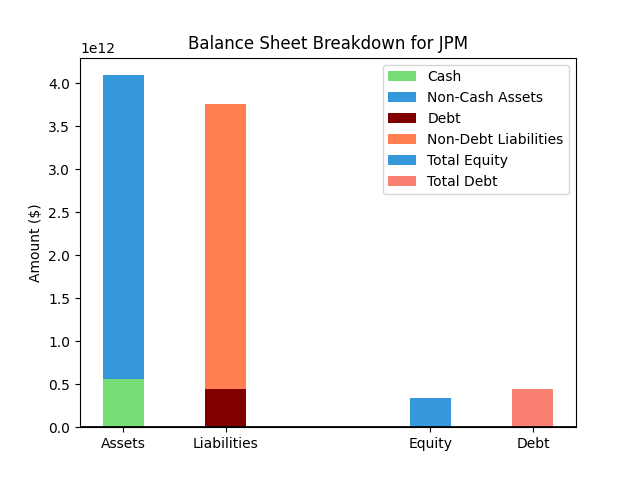 Balance Sheet Breakdown for JPM
1e12
4.0
3.5
3.0
2.5
2.0
1.5
1.0
0.5
0.0
Amount ($)
Cash
Non-Cash Assets
Debt
Non-Debt Liabilities
Total Equity
Total Debt
Assets
Liabilities
Equity
Debt